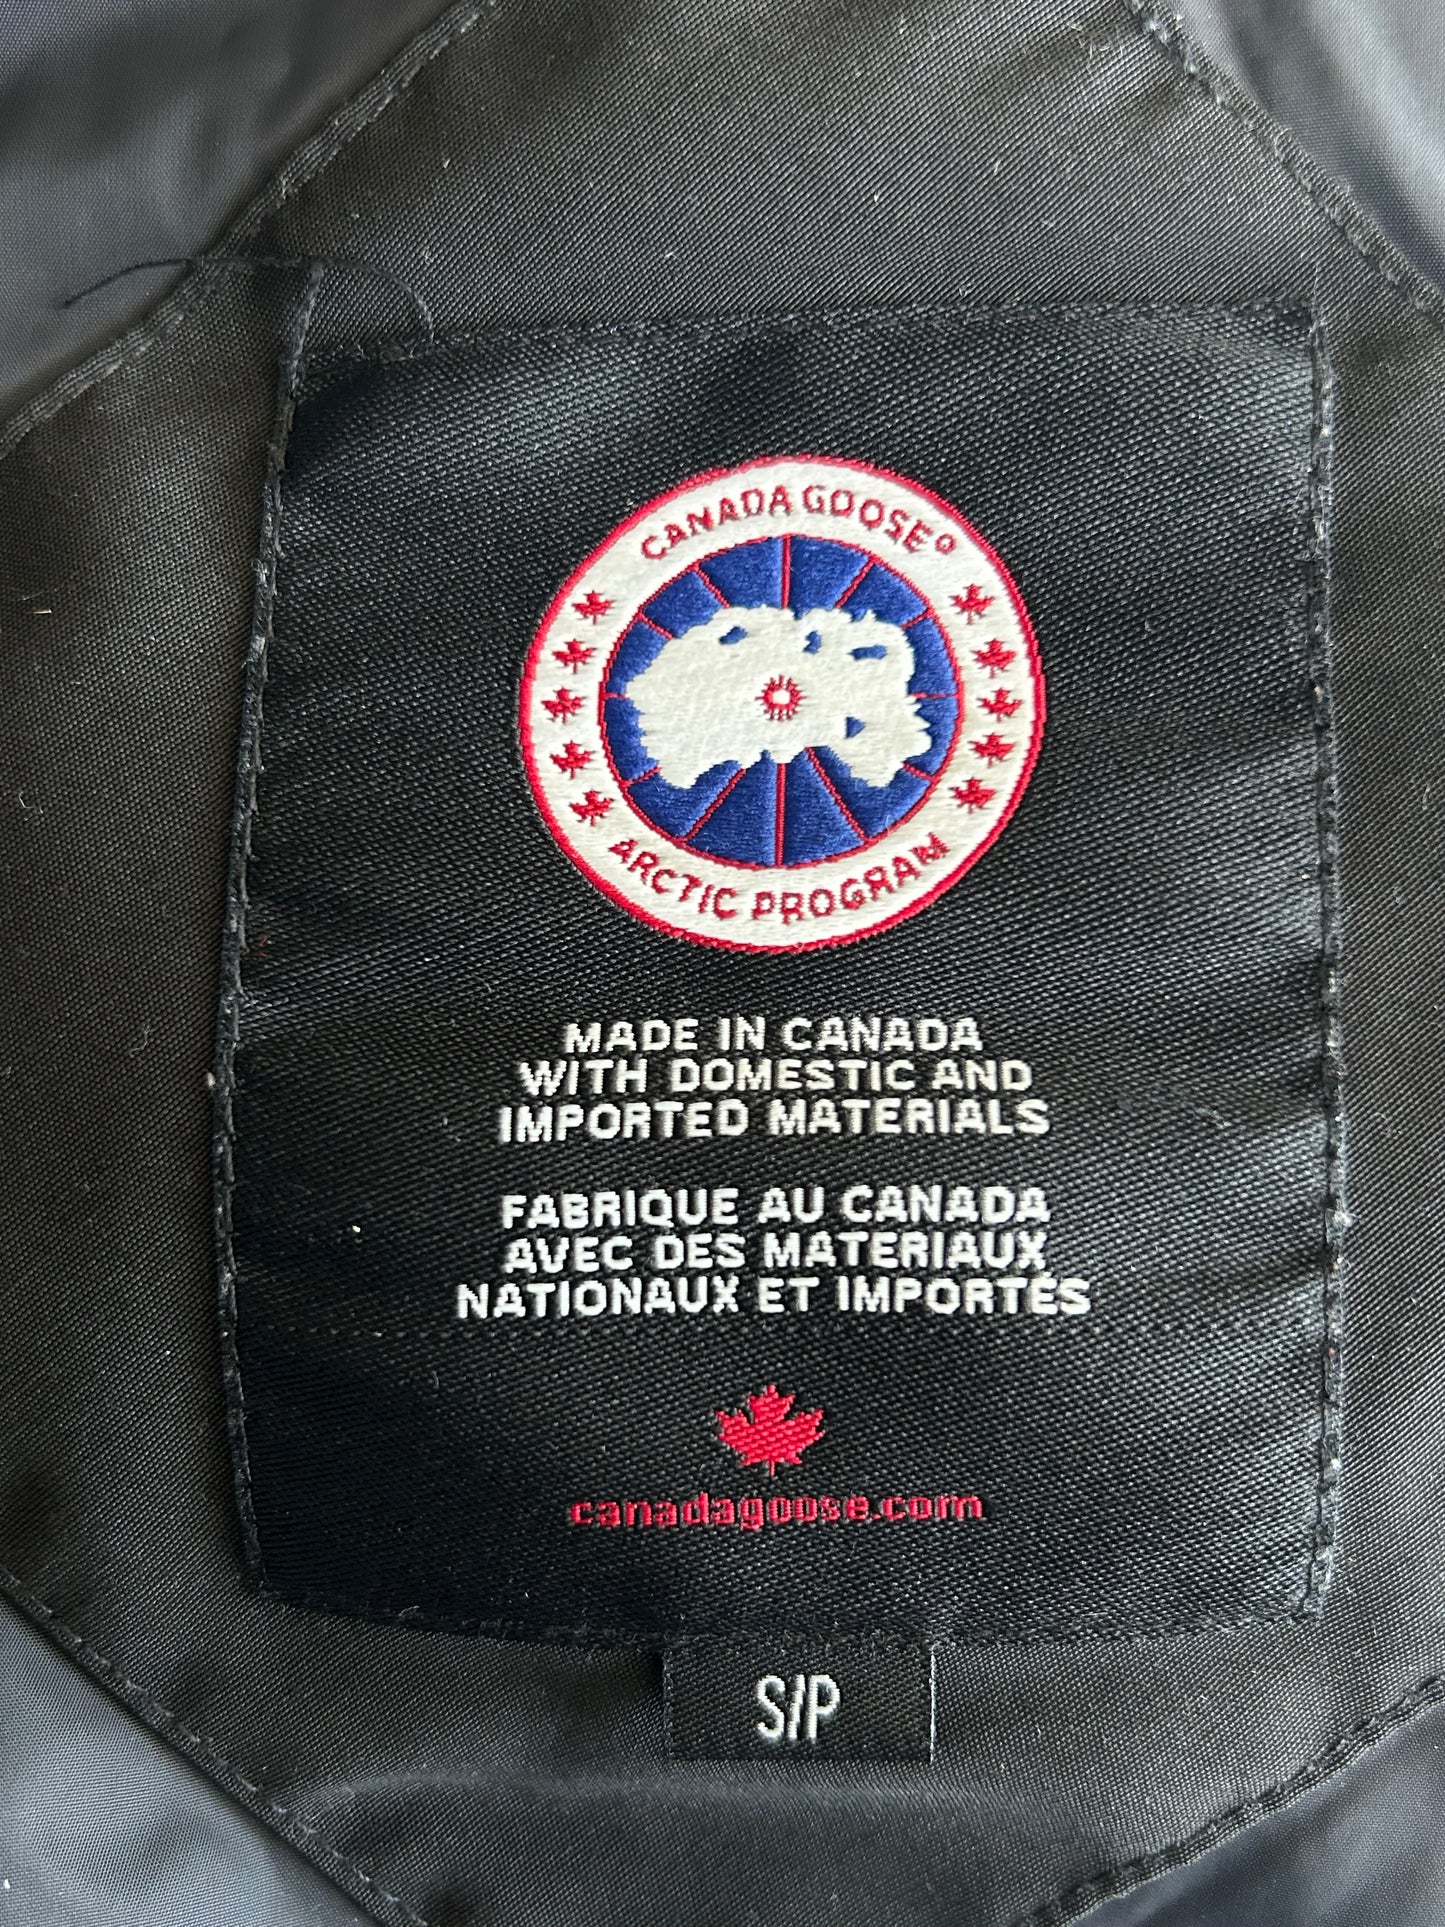 CANADA GOOSE®
ARCTIC PROGRAM
MADE IN CANADA
WITH DOMESTIC AND
IMPORTED MATERIALS
FABRIQUE AU CANADA
AVEC DES MATERIAUX
NATIONAUX ET IMPORTÉS
canadagoose.com
S/P